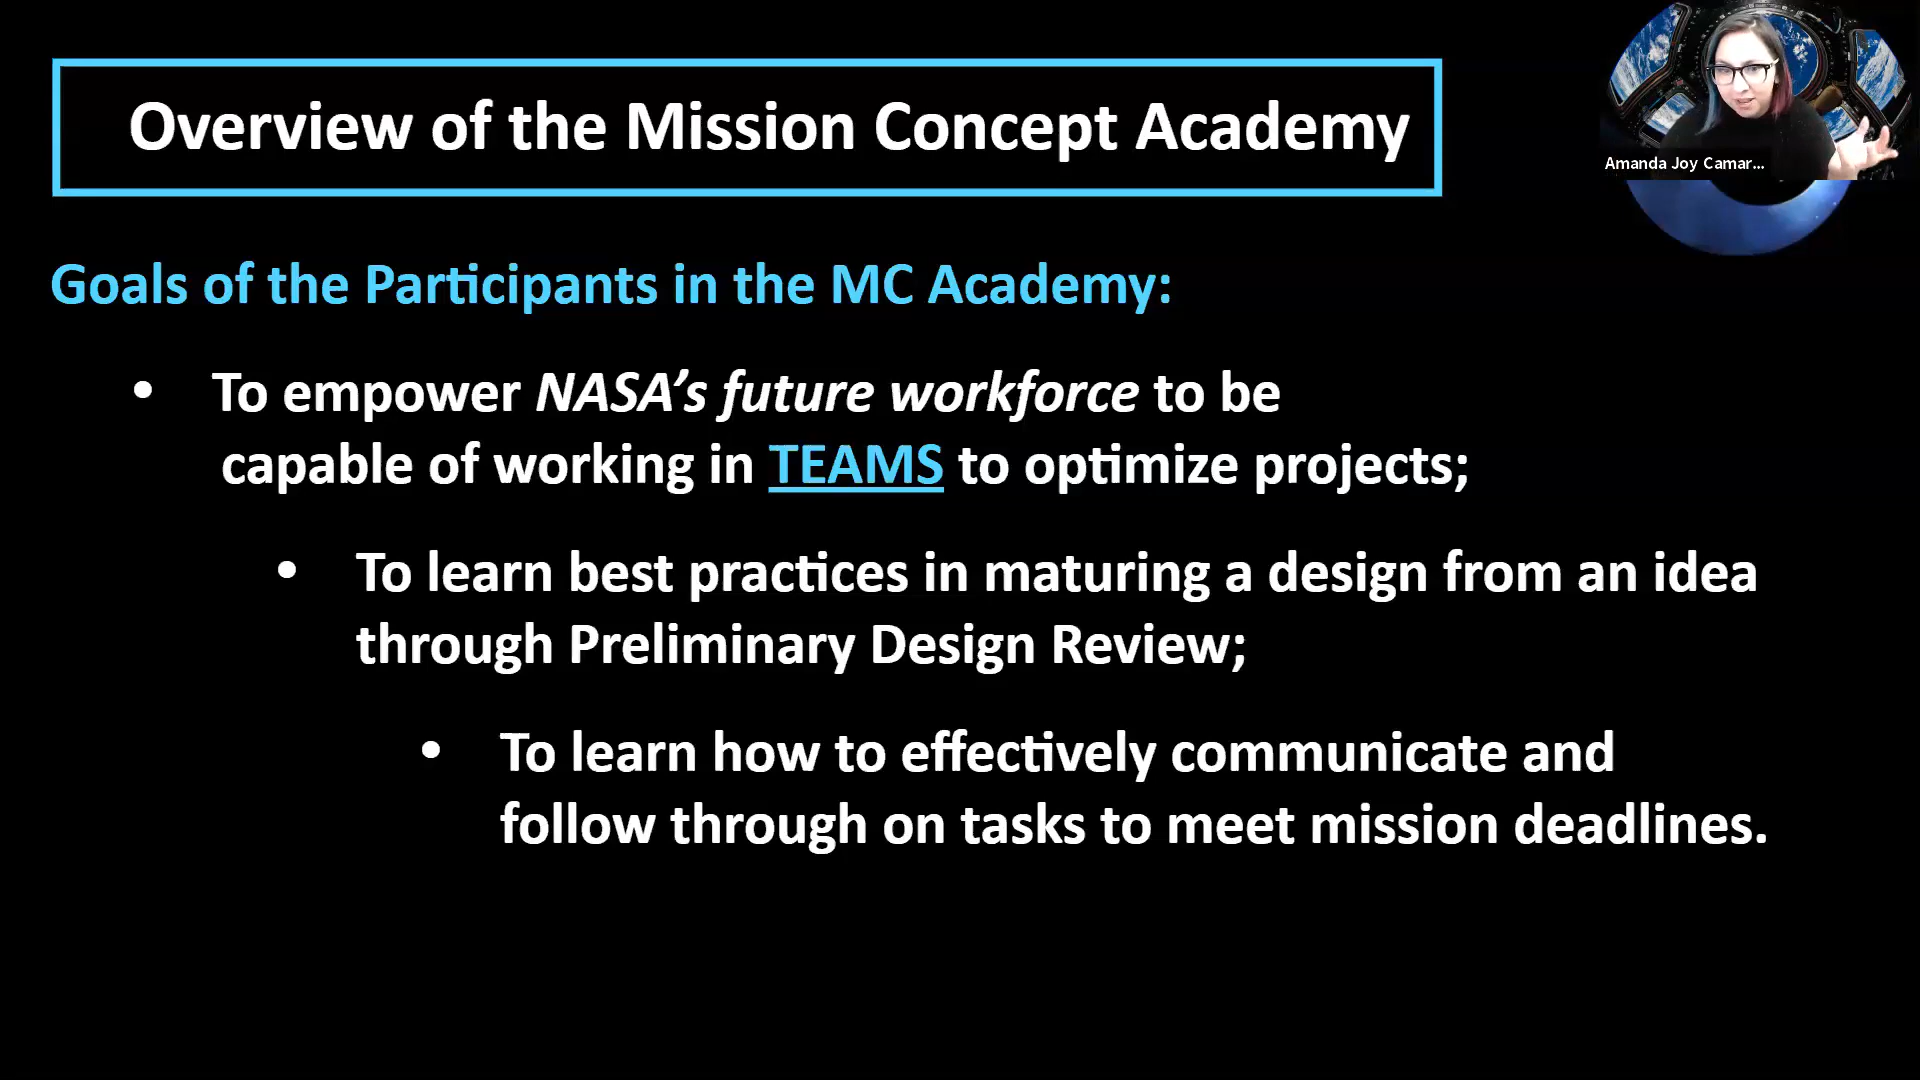 Overview of the Mission Concept Academy
Amanda Joy Camar...
Goals of the Participants in the MC Academy:
• To empower NASA’s future workforce to be
capable of working in TEAMS to optimize projects;
• To learn best practices in maturing a design from an idea
through Preliminary Design Review;
• To learn how to effectively communicate and
follow through on tasks to meet mission deadlines.